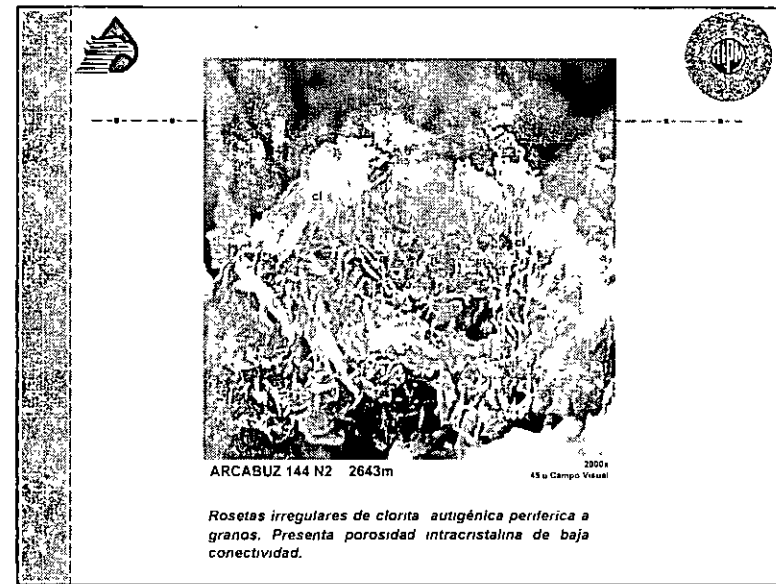 cl
cl
ARCABUZ 144 N2 2643m
2000x
45 u Campo Visual
Rosetas irregulares de clorita autigénica periferica a
granos. Presenta porosidad intracristalina de baja
conectividad.